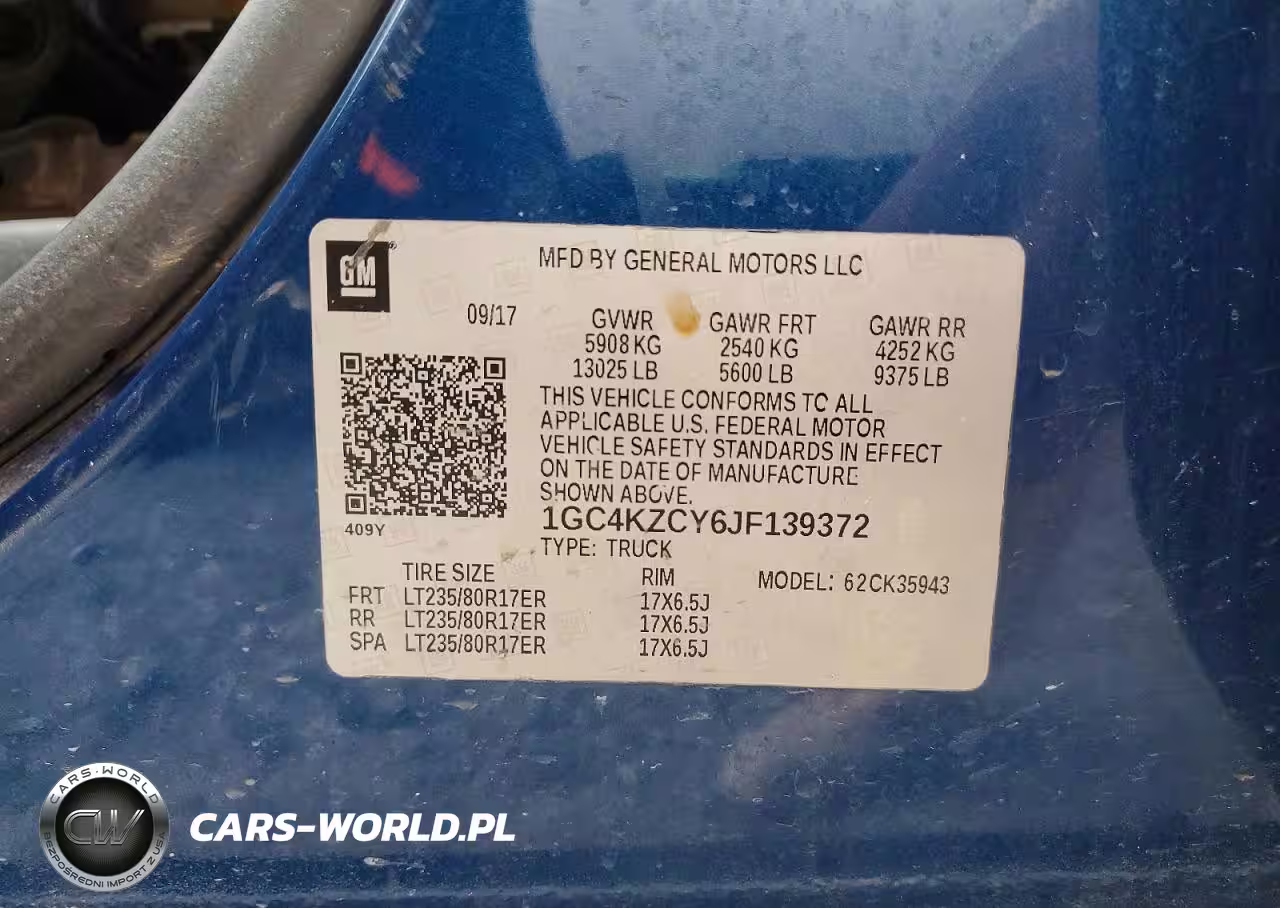 GM®
MFD BY GENERAL MOTORS LLC
09/17
GVWR GAWR FRT GAWR RR
5908 KG 2540 KG 4252 KG
13025 LB 5600 LB 9375 LB
THIS VEHICLE CONFORMS TO ALL
APPLICABLE U.S. FEDERAL MOTOR
VEHICLE SAFETY STANDARDS IN EFFECT
ON THE DATE OF MANUFACTURE
SHOWN ABOVE.
1GC4KZCY6JF139372
409Y
TYPE: TRUCK
TIRE SIZE RIM MODEL: 62CK35943
FRT LT235/80R17ER 17X6.5J
RR LT235/80R17ER 17X6.5J
SPA LT235/80R17ER 17X6.5J
CARS-WORLD
CW
BEZPOŚREDNI IMPORT Z USA
CARS-WORLD.PL